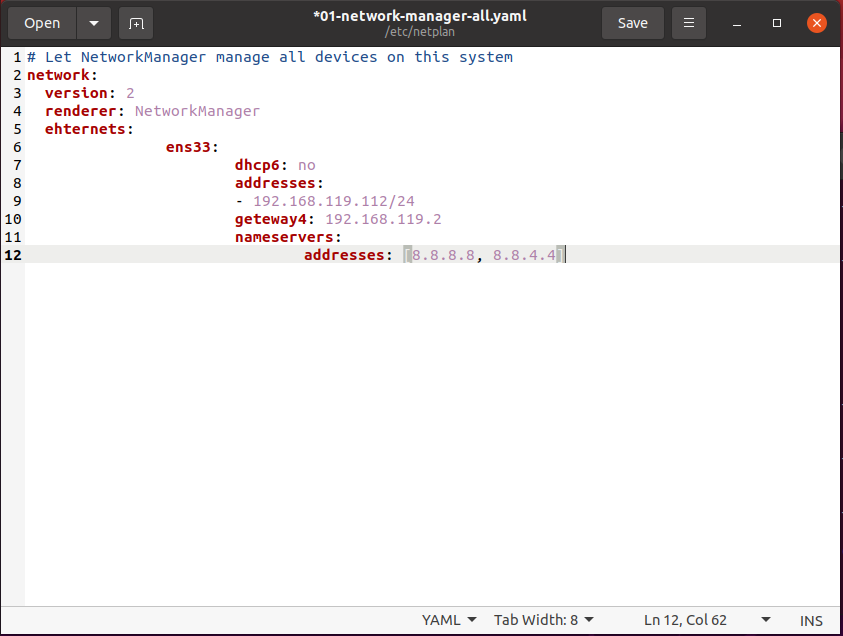 Open
*01-network-manager-all.yaml
/etc/netplan
Save
1 # Let NetworkManager manage all devices on this system
2 network:
3 version: 2
4 renderer: NetworkManager
5 ehternets:
6 ens33:
7 dhcp6: no
8 addresses:
9 - 192.168.119.112/24
10 geteway4: 192.168.119.2
11 nameservers:
12 addresses: [8.8.8.8, 8.8.4.4]
YAML Tab Width: 8 Ln 12, Col 62 INS